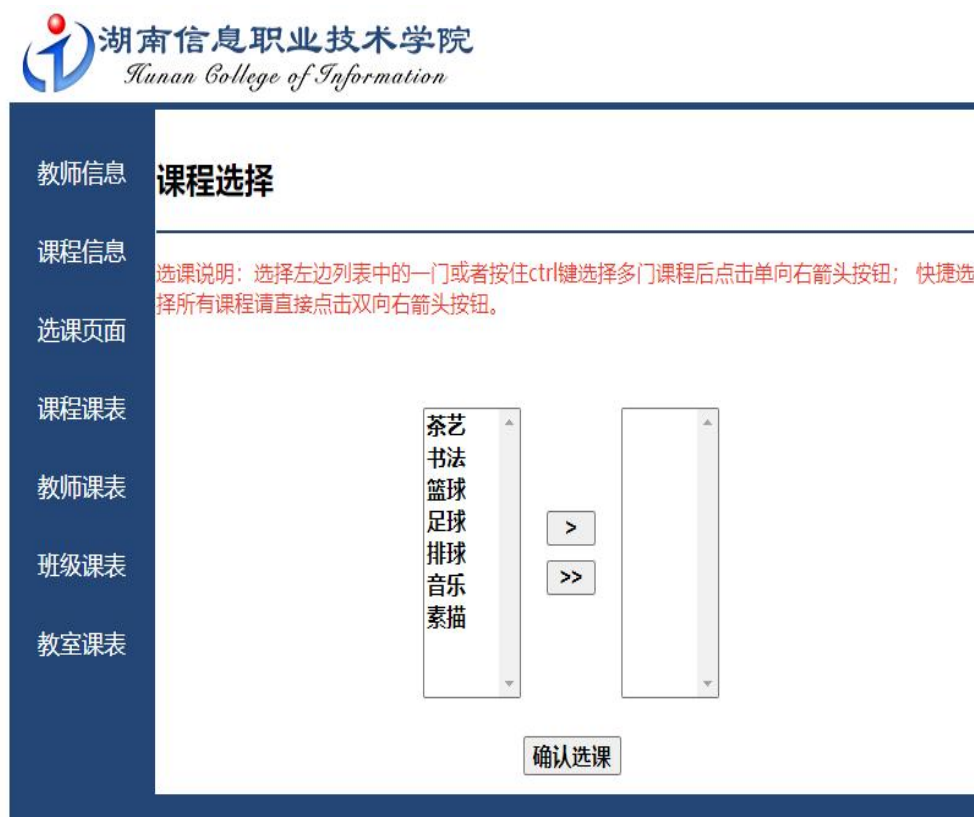 湖南信息职业技术学院
Hunan College of Information
教师信息
课程信息
选课页面
课程课表
教师课表
班级课表
教室课表
课程选择
选课说明：选择左边列表中的一门或者按住ctrl键选择多门课程后点击单向右箭头按钮； 快捷选
择所有课程请直接点击双向右箭头按钮。
茶艺
书法
篮球
足球
排球
音乐
素描
>
>>
确认选课